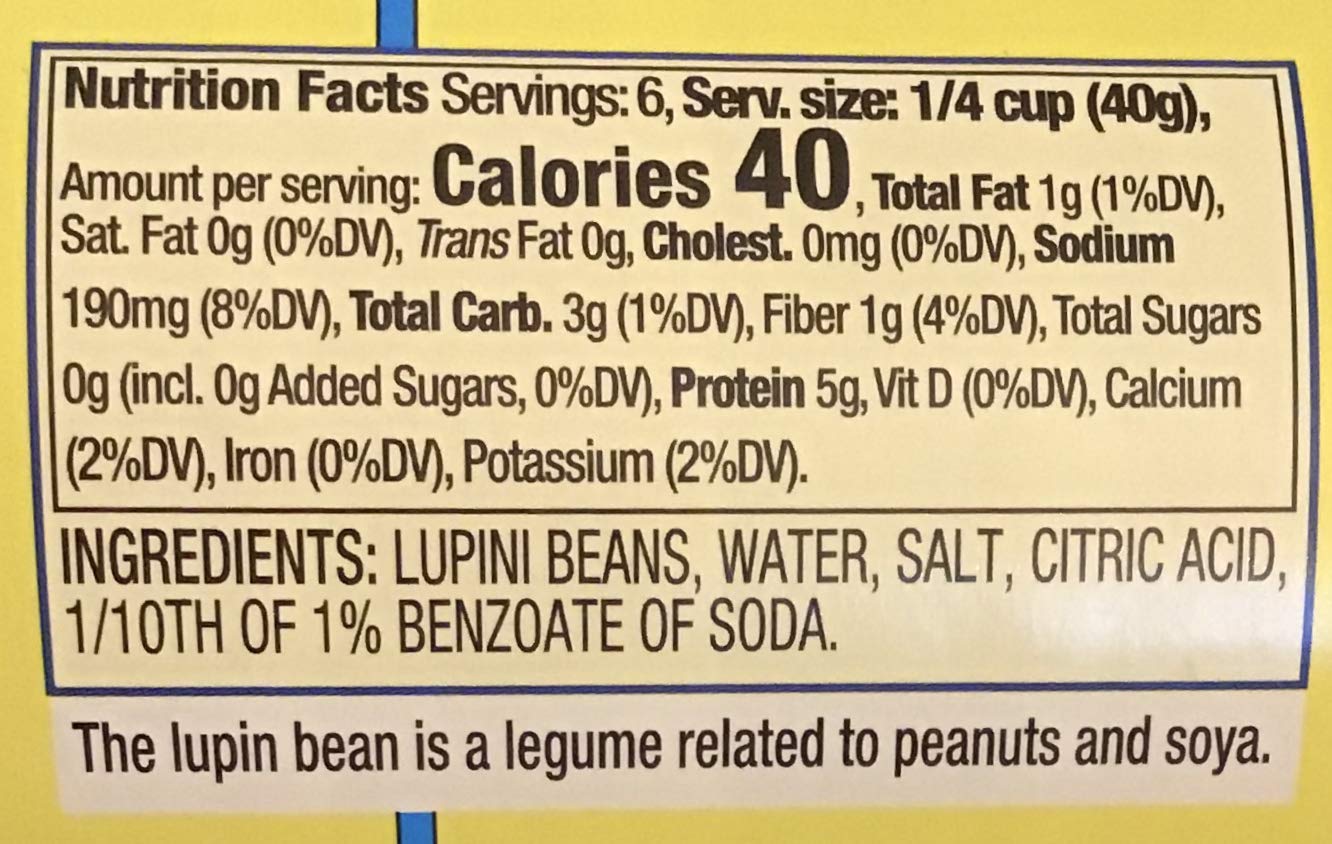 Nutrition Facts Servings: 6, Serv. size: 1/4 cup (40g),
Amount per serving: Calories 40, Total Fat 1g (1%DV),
Sat. Fat 0g (0%DV), Trans Fat 0g, Cholest. 0mg (0%DV), Sodium
190mg (8%DV), Total Carb. 3g (1%DV), Fiber 1g (4%DV), Total Sugars
0g (incl. 0g Added Sugars, 0%DV), Protein 5g, Vit D (0%DV), Calcium
(2%DV), Iron (0%DV), Potassium (2%DV).
INGREDIENTS: LUPINI BEANS, WATER, SALT, CITRIC ACID,
1/10TH OF 1% BENZOATE OF SODA.
The lupin bean is a legume related to peanuts and soya.